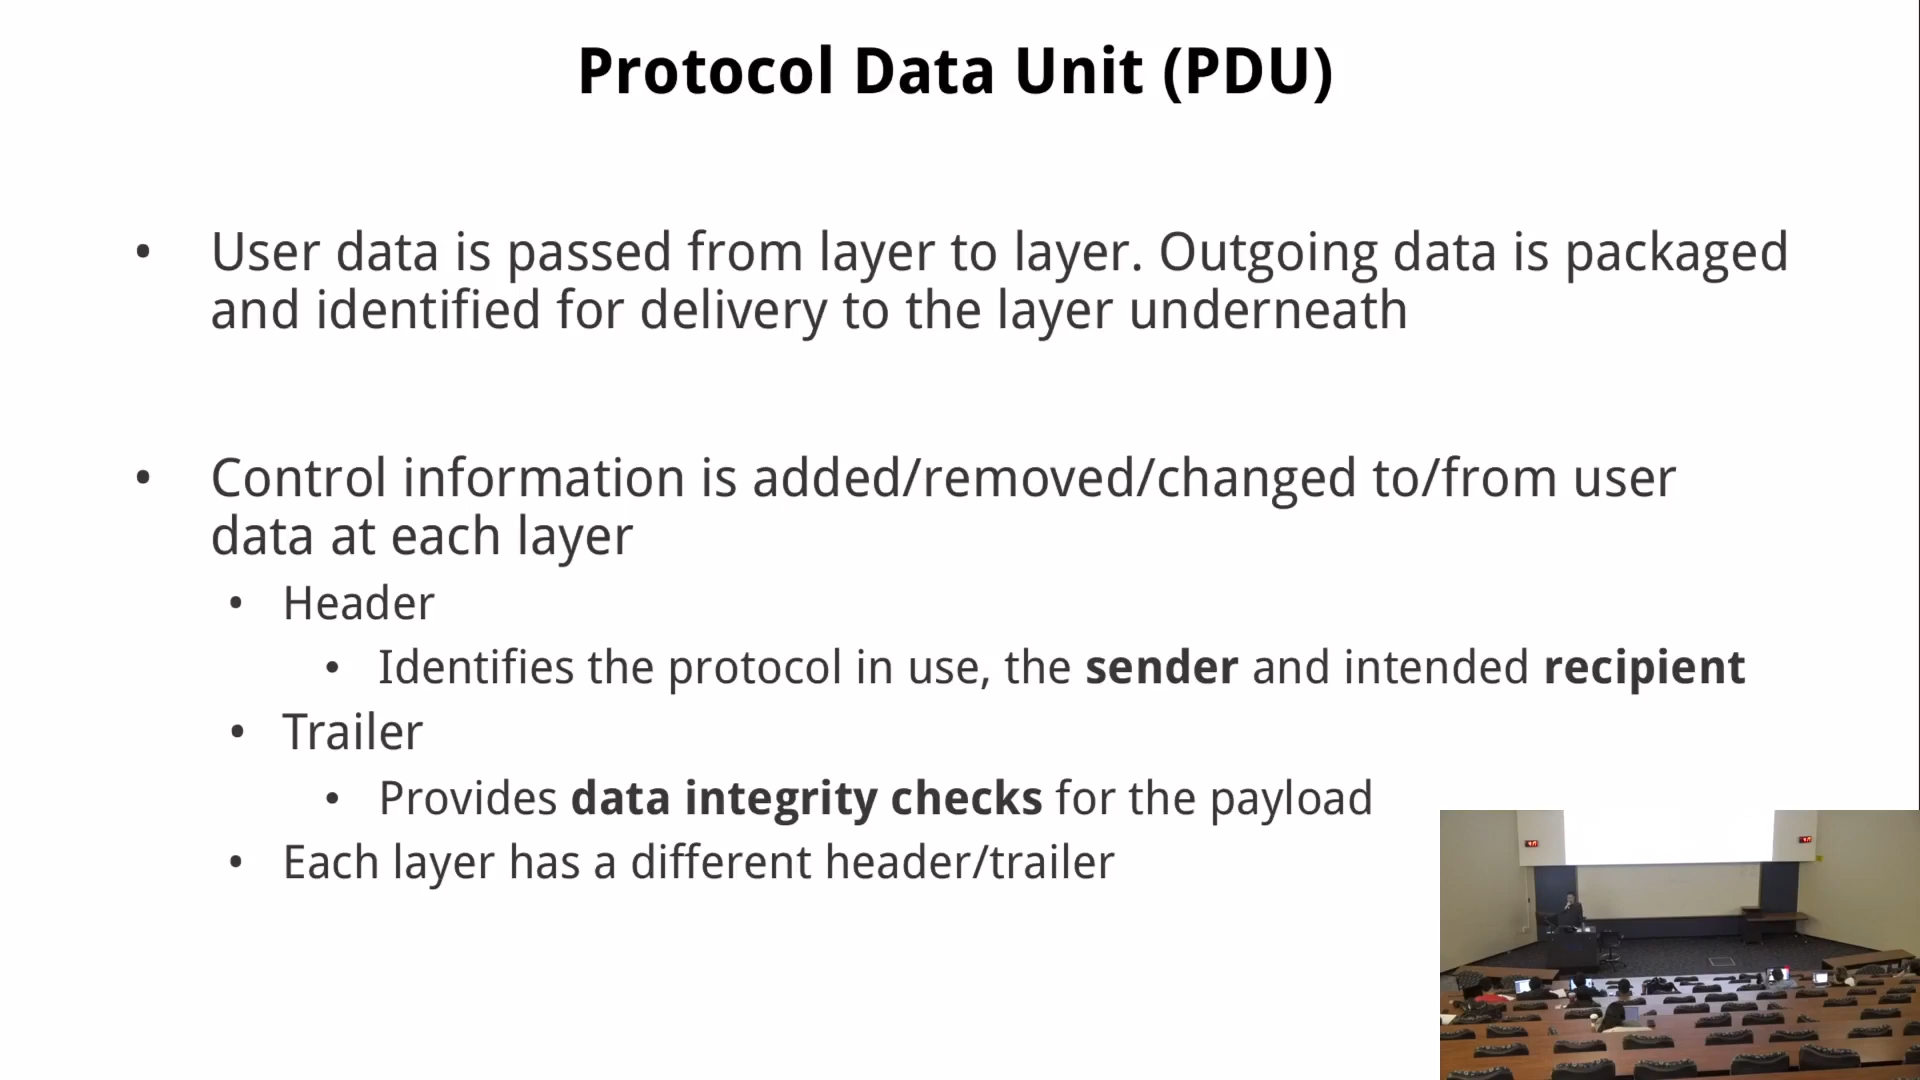 Protocol Data Unit (PDU)
• User data is passed from layer to layer. Outgoing data is packaged
and identified for delivery to the layer underneath
• Control information is added/removed/changed to/from user
data at each layer
• Header
• Identifies the protocol in use, the sender and intended recipient
• Trailer
• Provides data integrity checks for the payload
• Each layer has a different header/trailer